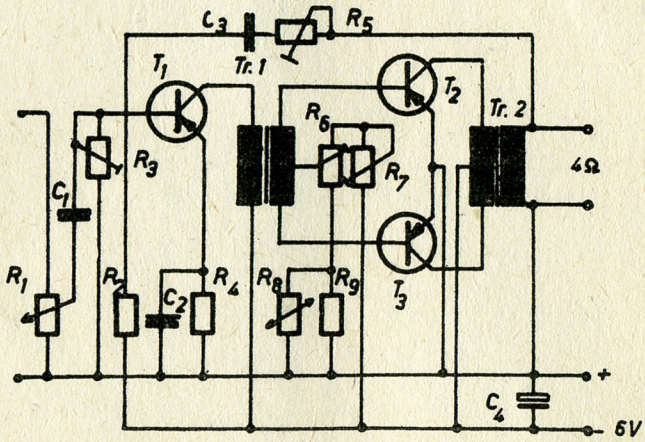 C3
R5
Tr.1
T1
T2
Tr.2
R6
R3
R7
C1
4Ω
R1
R2
C2
R4
R8
R9
T3
+
C4
- 6V